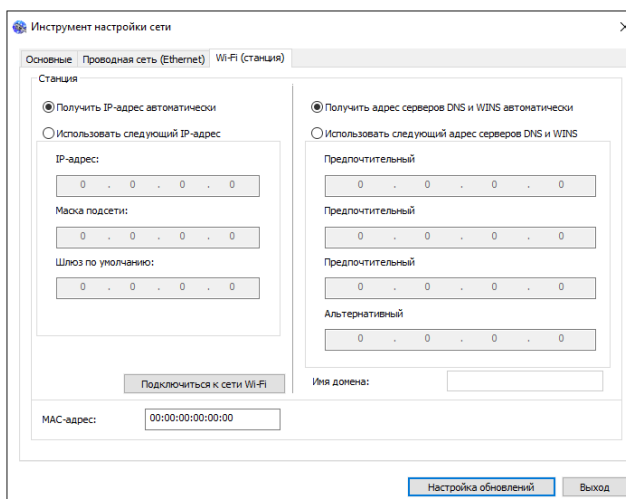 Инструмент настройки сети
Основные Проводная сеть (Ethernet) Wi-Fi (станция)
Станция
Получить IP-адрес автоматически
Использовать следующий IP-адрес
IP-адрес:
0 . 0 . 0 . 0
Маска подсети:
0 . 0 . 0 . 0
Шлюз по умолчанию:
0 . 0 . 0 . 0
Подключиться к сети Wi-Fi
Получить адрес серверов DNS и WINS автоматически
Использовать следующий адрес серверов DNS и WINS
Предпочтительный
0 . 0 . 0 . 0
Предпочтительный
0 . 0 . 0 . 0
Предпочтительный
0 . 0 . 0 . 0
Альтернативный
0 . 0 . 0 . 0
Имя домена:
MAC-адрес: 00:00:00:00:00:00
Настройка обновлений Выход